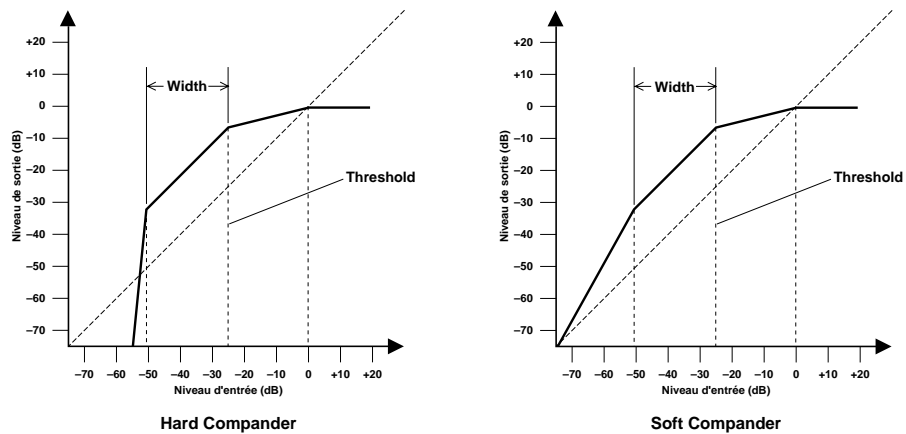 +20
+10
0
−10
−20
−30
−40
−50
−60
−70
Niveau de sortie (dB)
Width
Threshold
−70 −60 −50 −40 −30 −20 −10 0 +10 +20
Niveau d'entrée (dB)
Hard Compander
+20
+10
0
−10
−20
−30
−40
−50
−60
−70
Niveau de sortie (dB)
Width
Threshold
−70 −60 −50 −40 −30 −20 −10 0 +10 +20
Niveau d'entrée (dB)
Soft Compander